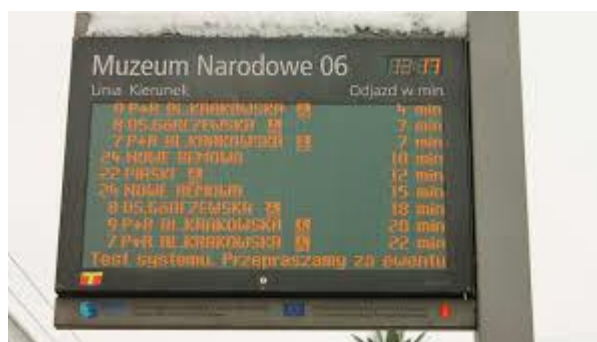 Muzeum Narodowe 06
Linia Kierunek Odjazd w min.
9 P+R AL.KRAKOWSKA 4 min
8 OS.GÓRCZEWSKA 7 min
7 P+R AL.KRAKOWSKA 7 min
24 NOWE BEMOWO 10 min
22 PIASKI 12 min
24 NOWE BEMOWO 15 min
8 OS.GÓRCZEWSKA 18 min
9 P+R AL.KRAKOWSKA 20 min
7 P+R AL.KRAKOWSKA 22 min
Test systemu. Przepraszamy za ewentu